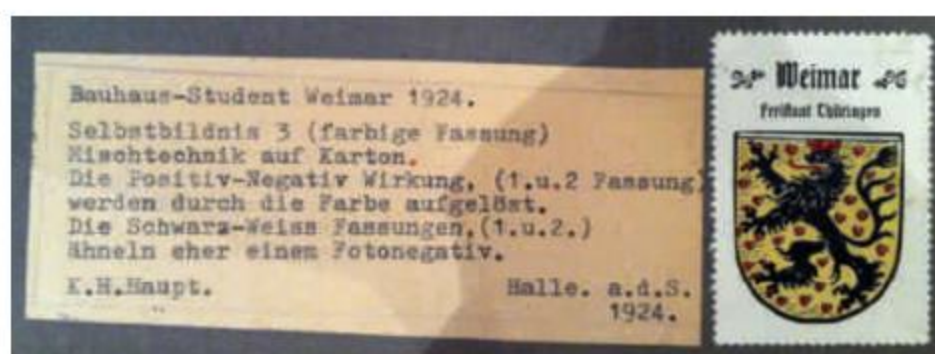 Bauhaus-Student Weimar 1924.
Selbstbildnis 3 (farbige Fassung)
Mischtechnik auf Karton.
Die Positiv-Negativ Wirkung, (1.u.2 Fassung)
werden durch die Farbe aufgelöst.
Die Schwarz-Weiss Fassungen,(1.u.2.)
ähneln eher einem Fotonegativ.
K.H.Haupt. Halle. a.d.S.
1924.
Weimar
Freistaat Thüringen